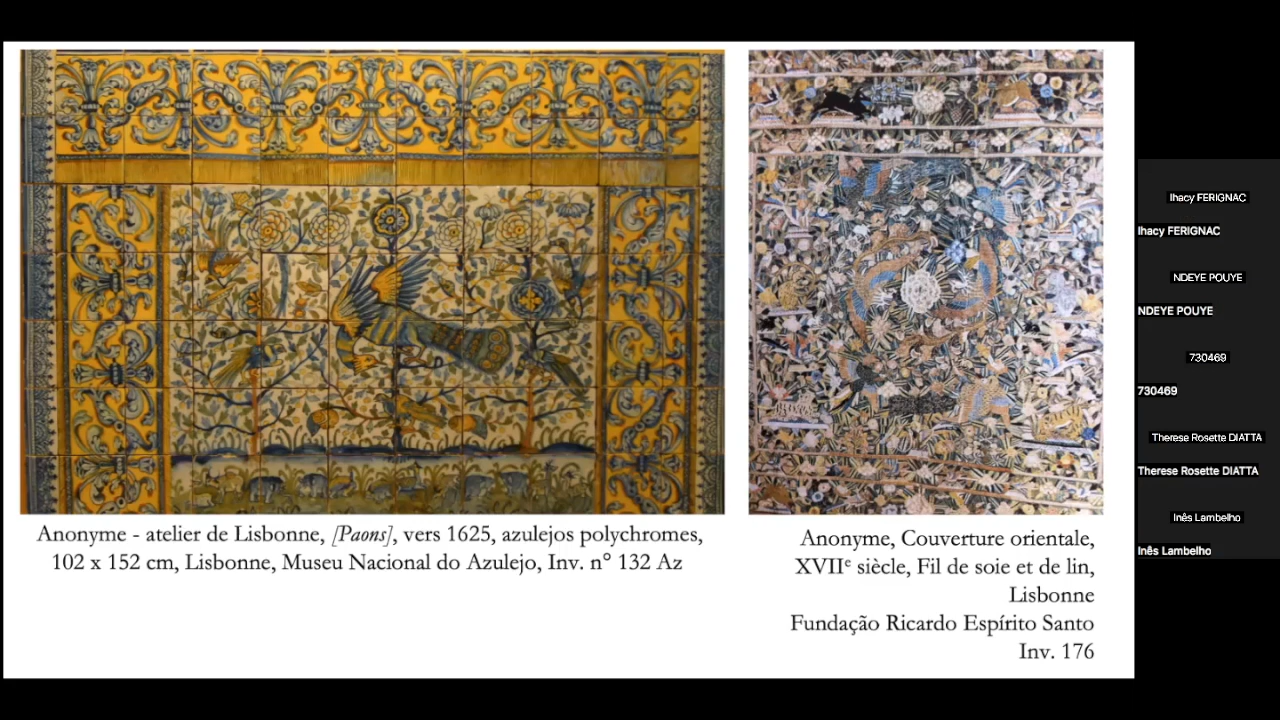 Anonyme - atelier de Lisbonne, [Paons], vers 1625, azulejos polychromes,
102 x 152 cm, Lisbonne, Museu Nacional do Azulejo, Inv. n° 132 Az
Anonyme, Couverture orientale,
XVIIe siècle, Fil de soie et de lin,
Lisbonne
Fundação Ricardo Espírito Santo
Inv. 176
Ihacy FERIGNAC
Ihacy FERIGNAC
NDEYE POUYE
NDEYE POUYE
730469
730469
Therese Rosette DIATTA
Therese Rosette DIATTA
Inês Lambelho
Inês Lambelho